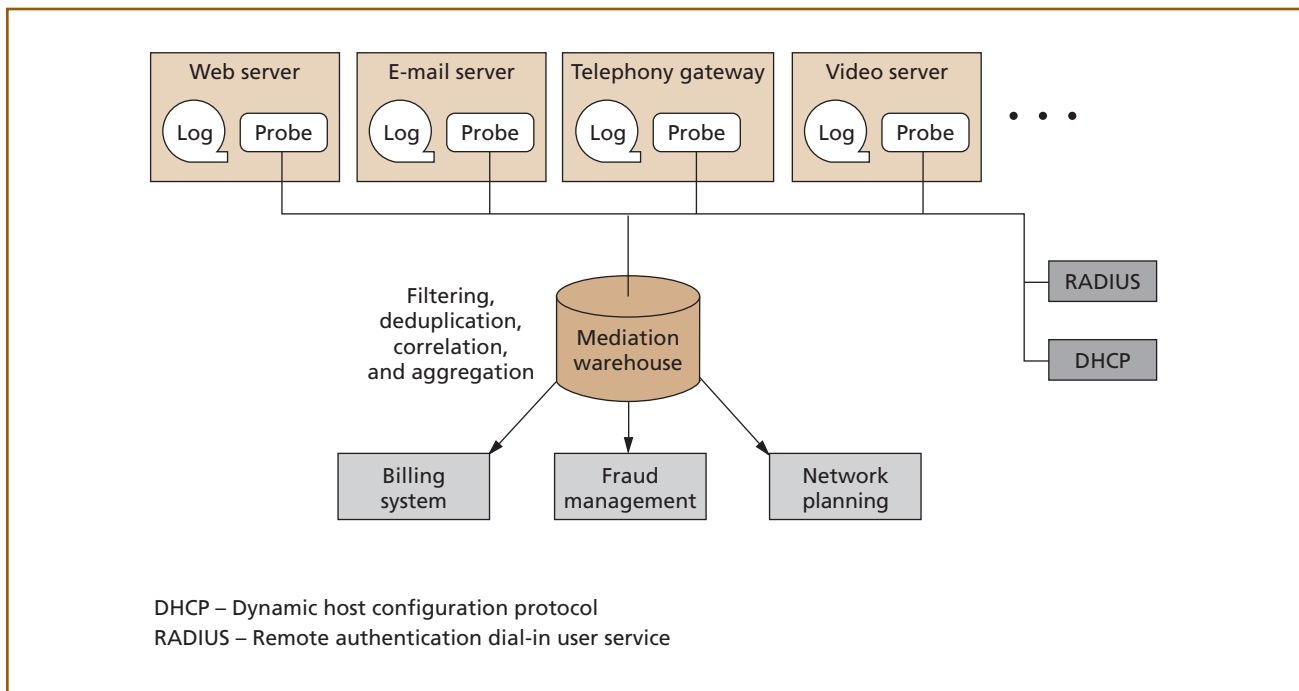 Web server
Log
Probe
E-mail server
Log
Probe
Telephony gateway
Log
Probe
Video server
Log
Probe
• • •
RADIUS
DHCP
Filtering,
deduplication,
correlation,
and aggregation
Mediation
warehouse
Billing
system
Fraud
management
Network
planning
DHCP – Dynamic host configuration protocol
RADIUS – Remote authentication dial-in user service